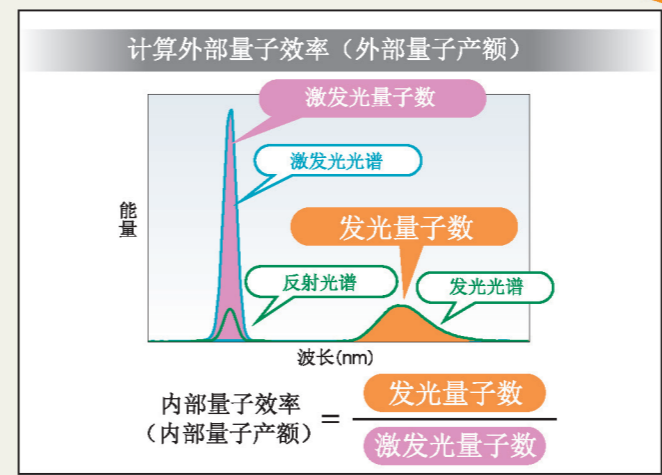 计算外部量子效率（外部量子产额）
激发光量子数
激发光光谱
能量
发光量子数
反射光谱
发光光谱
波长(nm)
内部量子效率
（内部量子产额）
=
发光量子数
激发光量子数